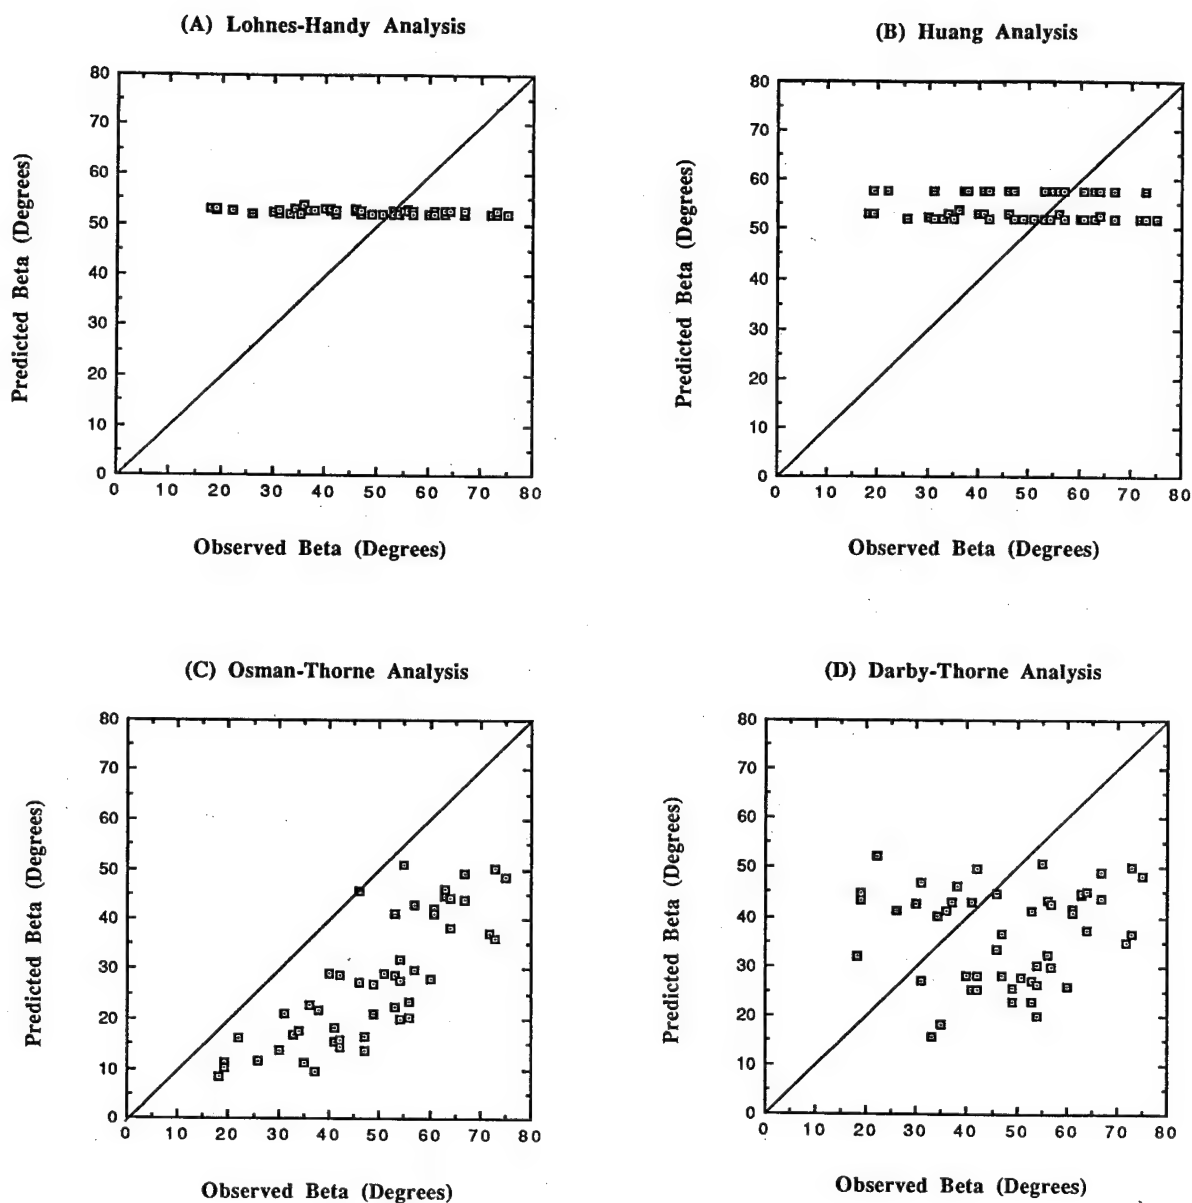 (A) Lohnes-Handy Analysis
80
70
60
50
40
30
20
10
0
0 10 20 30 40 50 60 70 80
Predicted Beta (Degrees)
Observed Beta (Degrees)
(B) Huang Analysis
80
70
60
50
40
30
20
10
0
0 10 20 30 40 50 60 70 80
Predicted Beta (Degrees)
Observed Beta (Degrees)
(C) Osman-Thorne Analysis
80
70
60
50
40
30
20
10
0
0 10 20 30 40 50 60 70 80
Predicted Beta (Degrees)
Observed Beta (Degrees)
(D) Darby-Thorne Analysis
80
70
60
50
40
30
20
10
0
0 10 20 30 40 50 60 70 80
Predicted Beta (Degrees)
Observed Beta (Degrees)